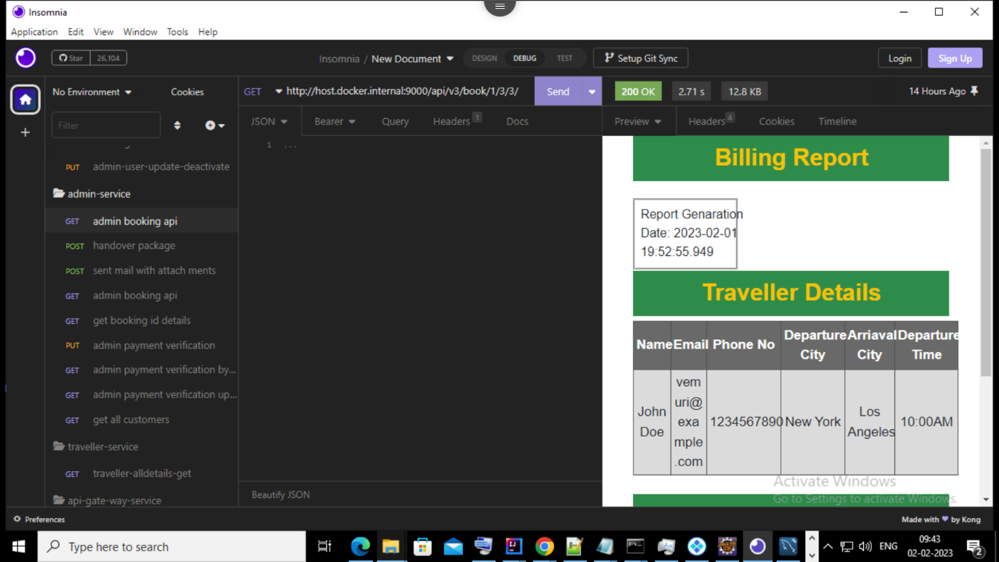 Insomnia
Application Edit View Window Tools Help
Star 26,104
Insomnia / New Document
DESIGN DEBUG TEST
Setup Git Sync
Login Sign Up
No Environment Cookies
GET http://host.docker.internal:9000/api/v3/book/1/3/3/ Send
200 OK 2.71 s 12.8 KB 14 Hours Ago
Filter
JSON Bearer Query Headers 1 Docs
Preview Headers 4 Cookies Timeline
1 ...
PUT admin-user-update-deactivate
admin-service
GET admin booking api
POST handover package
POST sent mail with attach ments
GET admin booking api
GET get booking id details
PUT admin payment verification
GET admin payment verification by...
GET admin payment verification up...
GET get all customers
traveller-service
GET traveller-alldetails-get
api-gate-way-service
Beautify JSON
Billing Report
Report Genaration
Date: 2023-02-01
19:52:55.949
Traveller Details
Name Email Phone No Departure City Arriaval City Departure Time
John Doe vemuri@example.com 1234567890 New York Los Angeles 10:00AM
Activate Windows
Go to Settings to activate Windows.
Preferences
Made with by Kong
Type here to search
ENG
09:43
02-02-2023
2